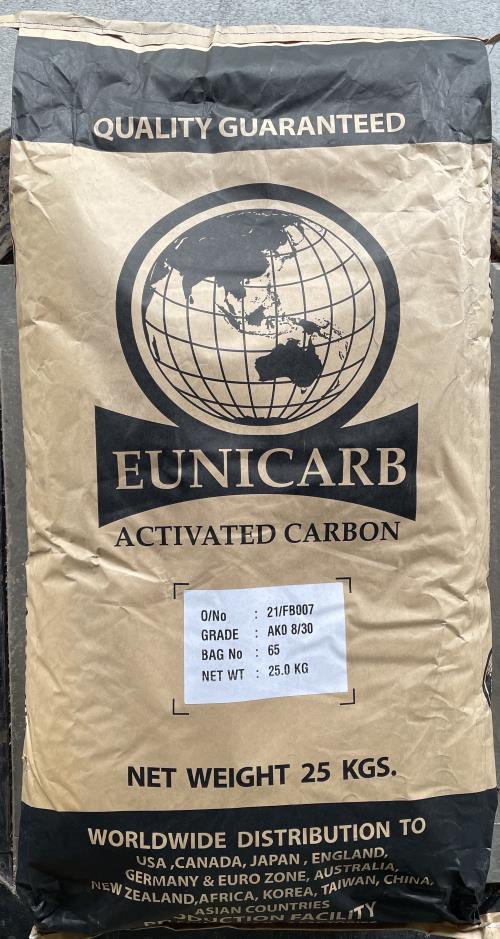 QUALITY GUARANTEED
EUNICARB
ACTIVATED CARBON
O/No : 21/FB007
GRADE : AKO 8/30
BAG No : 65
NET WT : 25.0 KG
NET WEIGHT 25 KGS.
WORLDWIDE DISTRIBUTION TO
USA ,CANADA, JAPAN , ENGLAND,
GERMANY & EURO ZONE, AUSTRALIA,
NEW ZEALAND,AFRICA, KOREA, TAIWAN, CHINA,
ASIAN COUNTRIES
PRODUCTION FACILITY